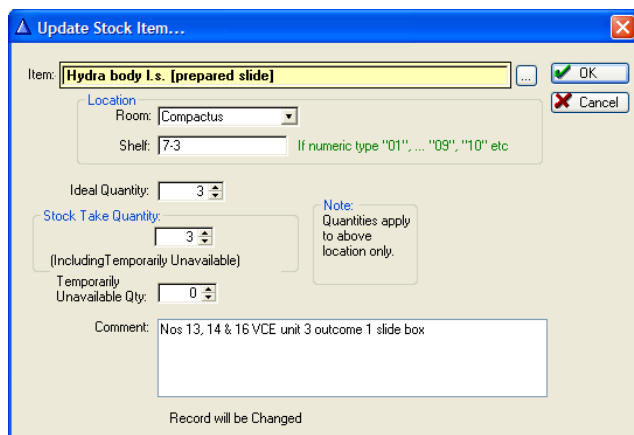 Update Stock Item...
Item: Hydra body l.s. [prepared slide] ... OK
Cancel
Location
Room: Compactus
Shelf: 7-3 If numeric type "01", ... "09", "10" etc
Ideal Quantity: 3
Stock Take Quantity:
3
(IncludingTemporarily Unavailable)
Note:
Quantities apply
to above
location only.
Temporarily
Unavailable Qty: 0
Comment: Nos 13, 14 & 16 VCE unit 3 outcome 1 slide box
Record will be Changed